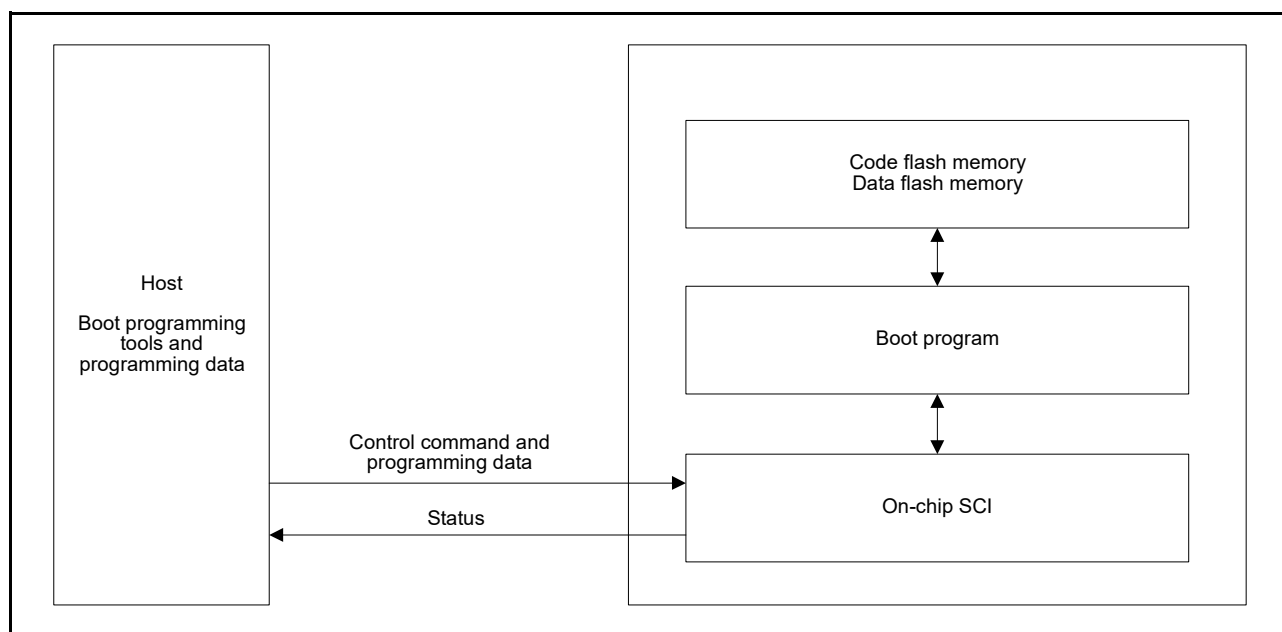 Host
Boot programming
tools and
programming data
Control command and
programming data
Status
Code flash memory
Data flash memory
Boot program
On-chip SCI